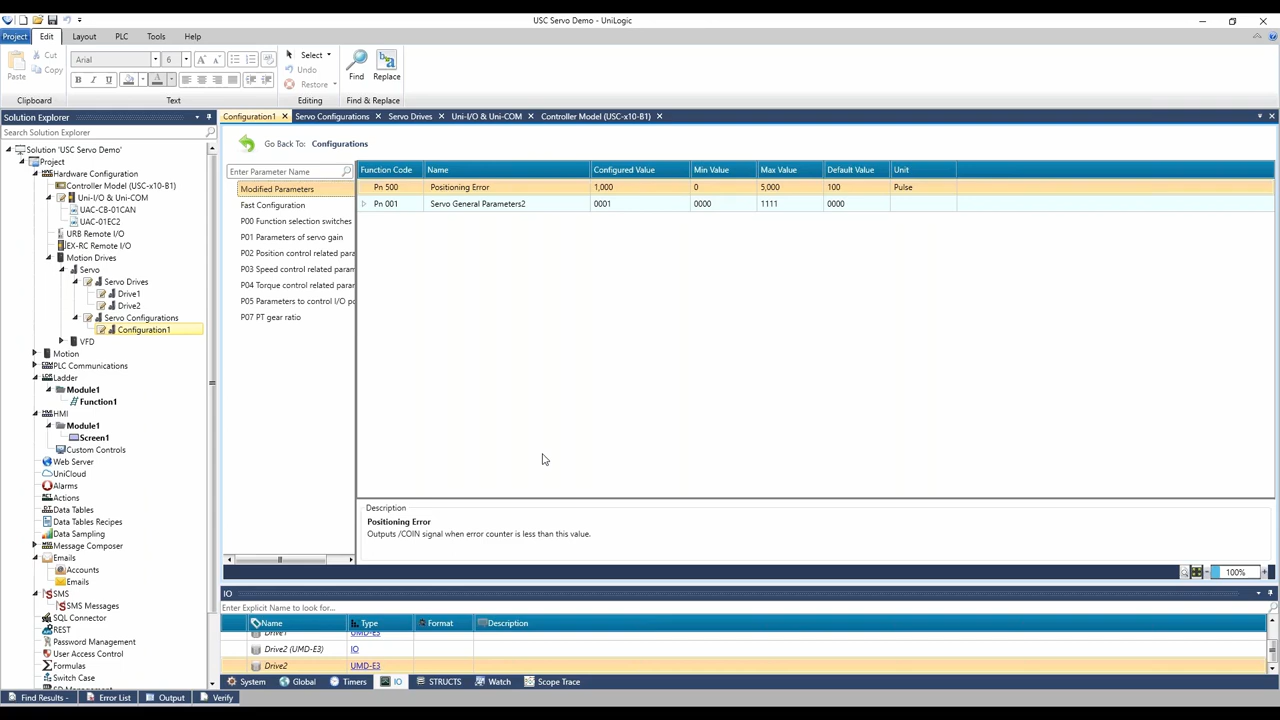 USC Servo Demo - UniLogic
Project Edit Layout PLC Tools Help
Paste Cut Copy
Arial 6
B I U A
Select
Undo
Restore
Find Replace
Clipboard Text Editing Find & Replace
Solution Explorer
Search Solution Explorer
Solution 'USC Servo Demo'
Project
Hardware Configuration
Controller Model (USC-x10-B1)
Uni-I/O & Uni-COM
UAC-CB-01CAN
UAC-01EC2
URB Remote I/O
EX-RC Remote I/O
Motion Drives
Servo
Servo Drives
Drive1
Drive2
Servo Configurations
Configuration1
VFD
Motion
PLC Communications
Ladder
Module1
Function1
HMI
Module1
Screen1
Custom Controls
Web Server
UniCloud
Alarms
Actions
Data Tables
Data Tables Recipes
Data Sampling
Message Composer
Emails
Accounts
Emails
SMS
SMS Messages
SQL Connector
REST
Password Management
User Access Control
Formulas
Switch Case
Configuration1 Servo Configurations Servo Drives Uni-I/O & Uni-COM Controller Model (USC-x10-B1)
Go Back To: Configurations
Enter Parameter Name
Modified Parameters
Fast Configuration
P00 Function selection switches
P01 Parameters of servo gain
P02 Position control related para
P03 Speed control related param
P04 Torque control related param
P05 Parameters to control I/O po
P07 PT gear ratio
Function Code Name Configured Value Min Value Max Value Default Value Unit
Pn 500 Positioning Error 1,000 0 5,000 100 Pulse
Pn 001 Servo General Parameters2 0001 0000 1111 0000
Description
Positioning Error
Outputs /COIN signal when error counter is less than this value.
100%
IO
Enter Explicit Name to look for...
Name Type Format Description
Drive1 UMD-E3
Drive2 (UMD-E3) IO
Drive2 UMD-E3
System Global Timers IO STRUCTS Watch Scope Trace
Find Results - Error List Output Verify